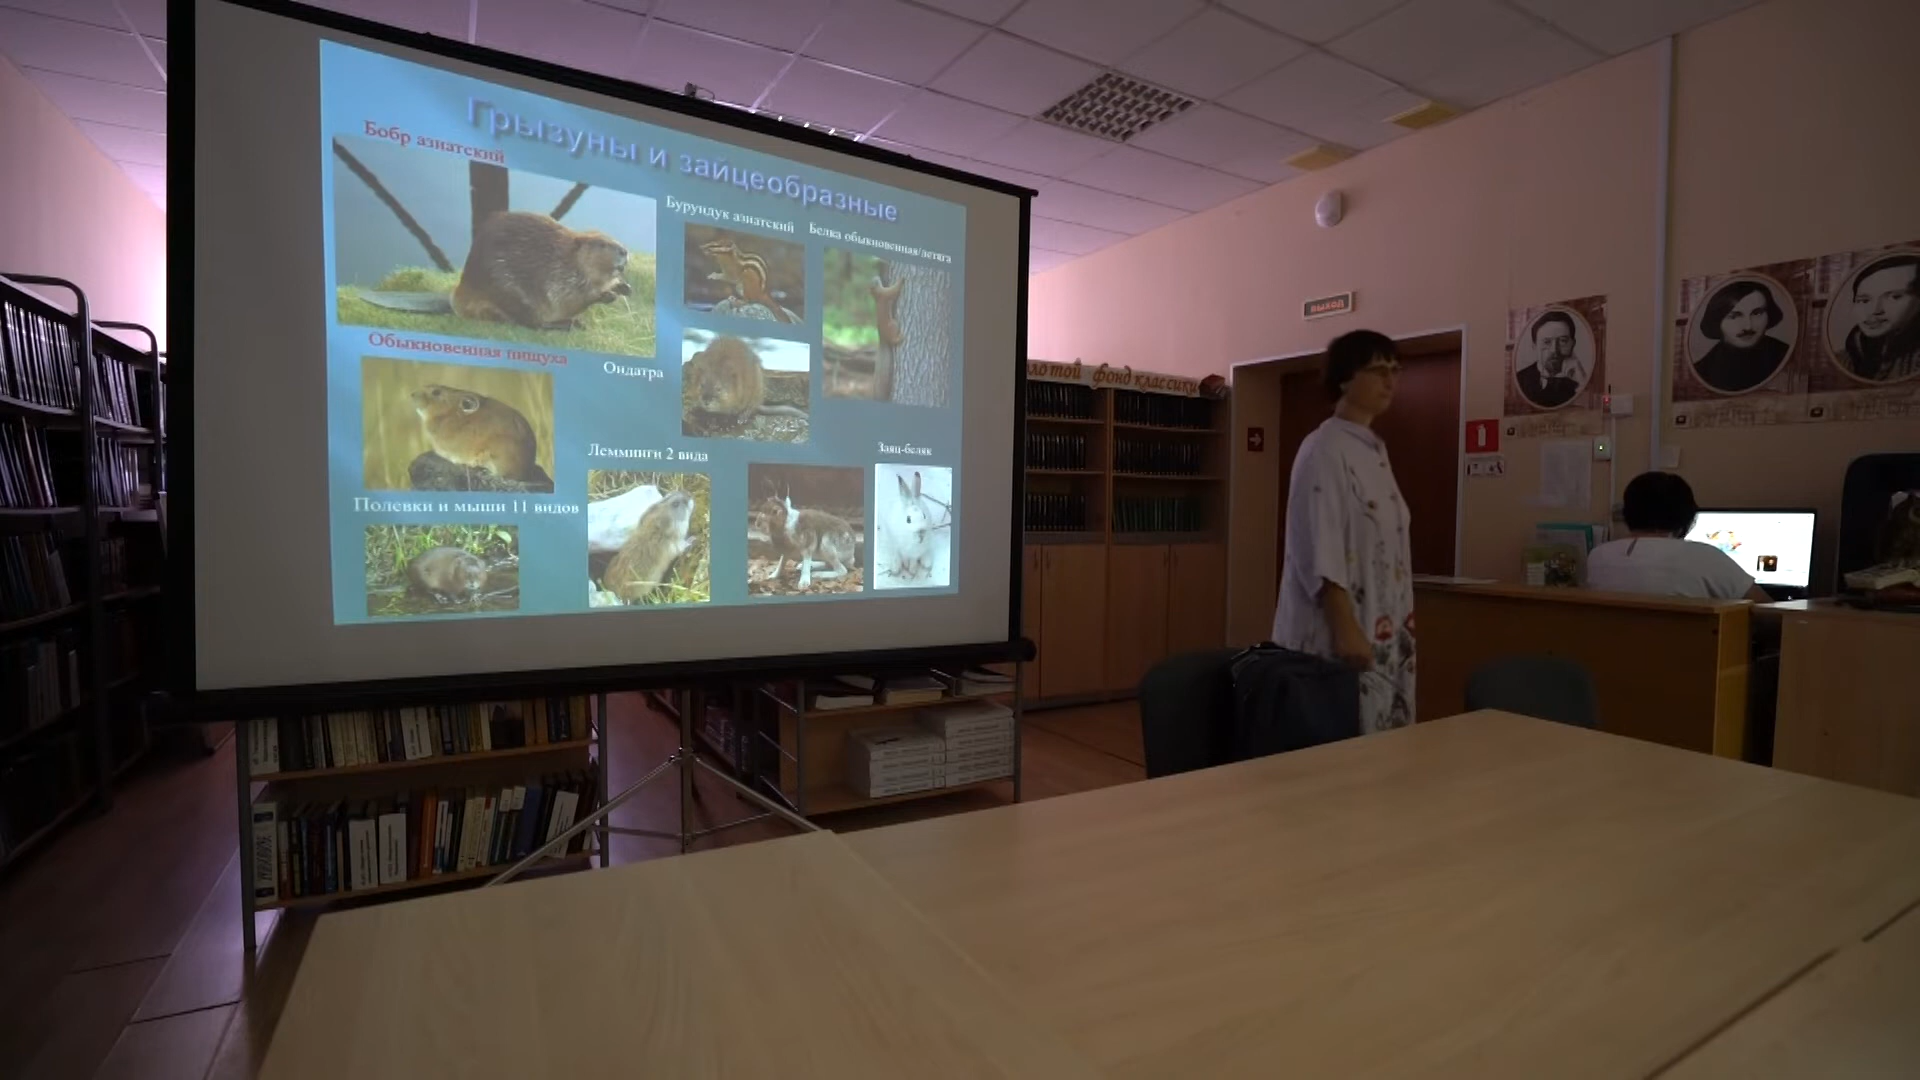 Грызуны и зайцеобразные
Бобр азиатский
Бурундук азиатский
Белка обыкновенная/летяга
Обыкновенная пищуха
Ондатра
Лемминги 2 вида
Заяц-беляк
Полевки и мыши 11 видов
ВЫХОД
лотой фонд классики